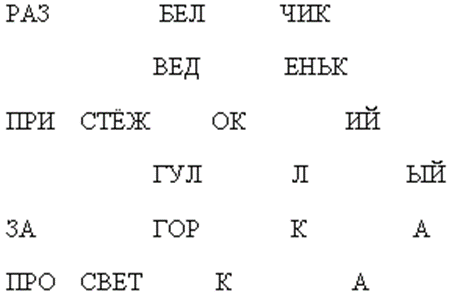 РАЗ БЕЛ ЧИК
ВЕД ЕНЬК
ПРИ СТЁЖ ОК ИЙ
ГУЛ Л ЫЙ
ЗА ГОР К А
ПРО СВЕТ К А